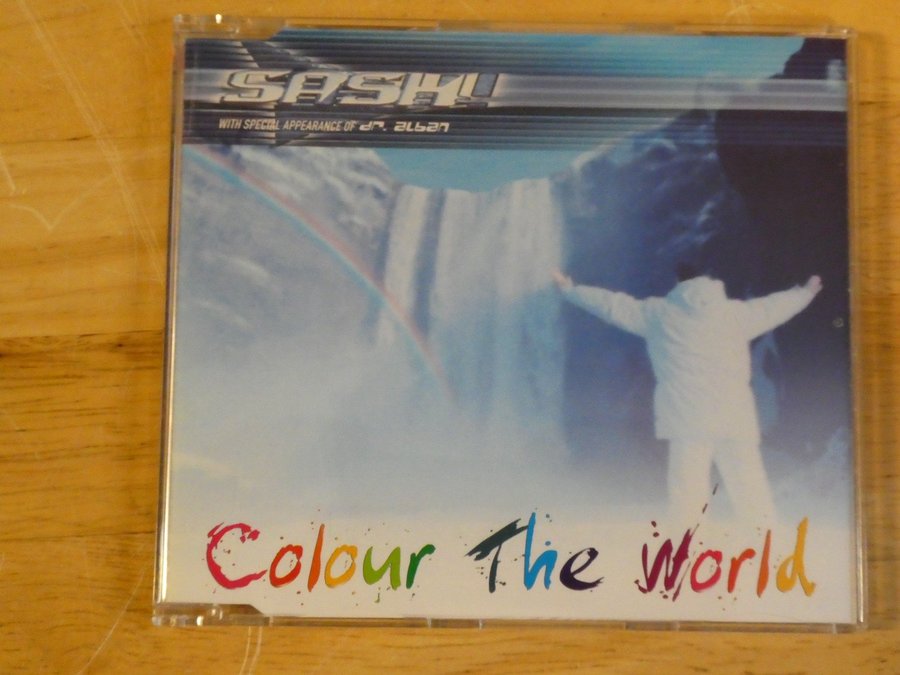 SASH!
WITH SPECIAL APPEARANCE OF dr. alban
Colour The World